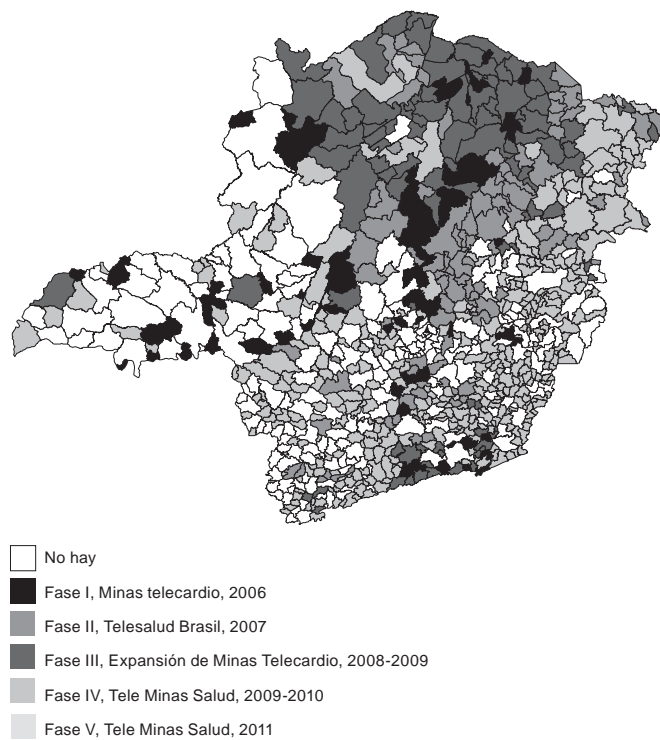 No hay
Fase I, Minas telecardio, 2006
Fase II, Telesalud Brasil, 2007
Fase III, Expansión de Minas Telecardio, 2008-2009
Fase IV, Tele Minas Salud, 2009-2010
Fase V, Tele Minas Salud, 2011